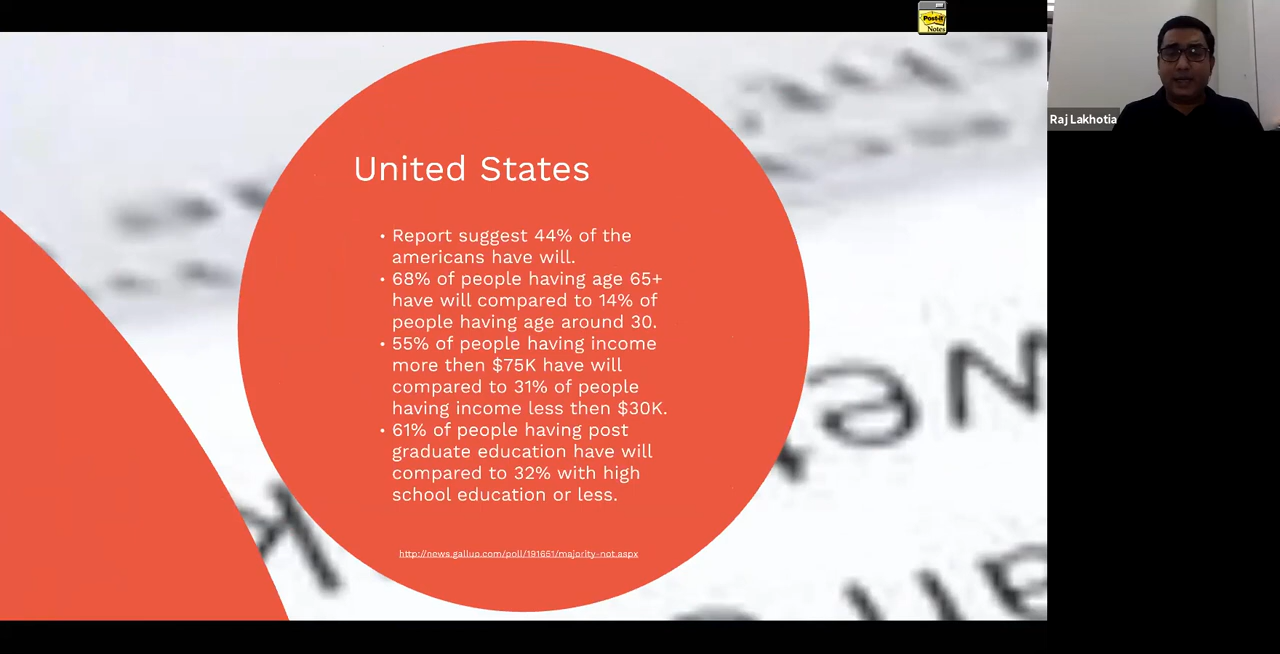 Post-it
Notes
Raj Lakhotia
United States
• Report suggest 44% of the
americans have will.
• 68% of people having age 65+
have will compared to 14% of
people having age around 30.
• 55% of people having income
more then $75K have will
compared to 31% of people
having income less then $30K.
• 61% of people having post
graduate education have will
compared to 32% with high
school education or less.
http://news.gallup.com/poll/191651/majority-not.aspx